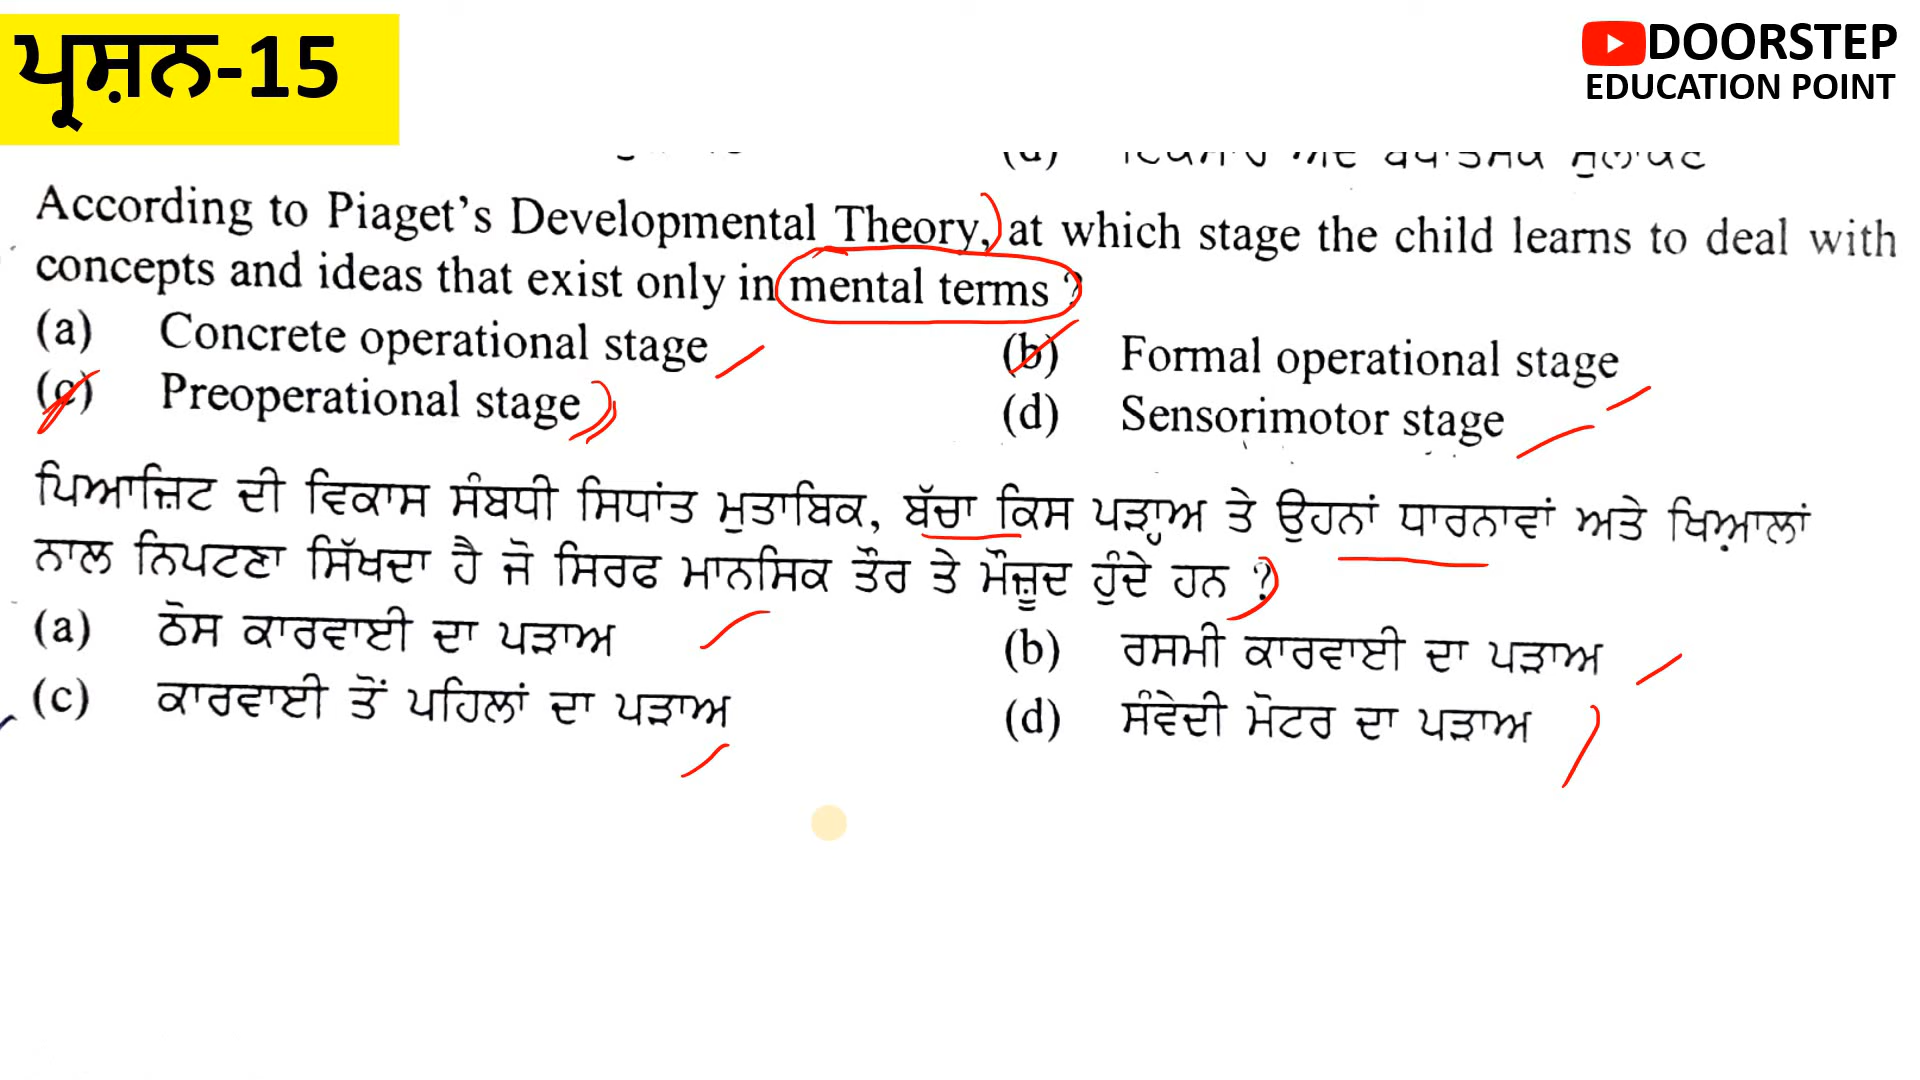 ਪ੍ਰਸ਼ਨ-15
DOORSTEP
EDUCATION POINT
According to Piaget's Developmental Theory, at which stage the child learns to deal with
concepts and ideas that exist only in mental terms ?
(a) Concrete operational stage (b) Formal operational stage
(c) Preoperational stage (d) Sensorimotor stage
ਪਿਆਜ਼ਿਟ ਦੀ ਵਿਕਾਸ ਸੰਬਧੀ ਸਿਧਾਂਤ ਮੁਤਾਬਿਕ, ਬੱਚਾ ਕਿਸ ਪੜ੍ਹਾਅ ਤੇ ਉਹਨਾਂ ਧਾਰਨਾਵਾਂ ਅਤੇ ਖਿਆ਼ਲਾਂ
ਨਾਲ ਨਿਪਟਣਾ ਸਿੱਖਦਾ ਹੈ ਜੋ ਸਿਰਫ ਮਾਨਸਿਕ ਤੌਰ ਤੇ ਮੌਜ਼ੂਦ ਹੁੰਦੇ ਹਨ ?
(a) ਠੋਸ ਕਾਰਵਾਈ ਦਾ ਪੜਾਅ (b) ਰਸਮੀ ਕਾਰਵਾਈ ਦਾ ਪੜਾਅ
(c) ਕਾਰਵਾਈ ਤੋਂ ਪਹਿਲਾਂ ਦਾ ਪੜਾਅ (d) ਸੰਵੇਦੀ ਮੋਟਰ ਦਾ ਪੜਾਅ